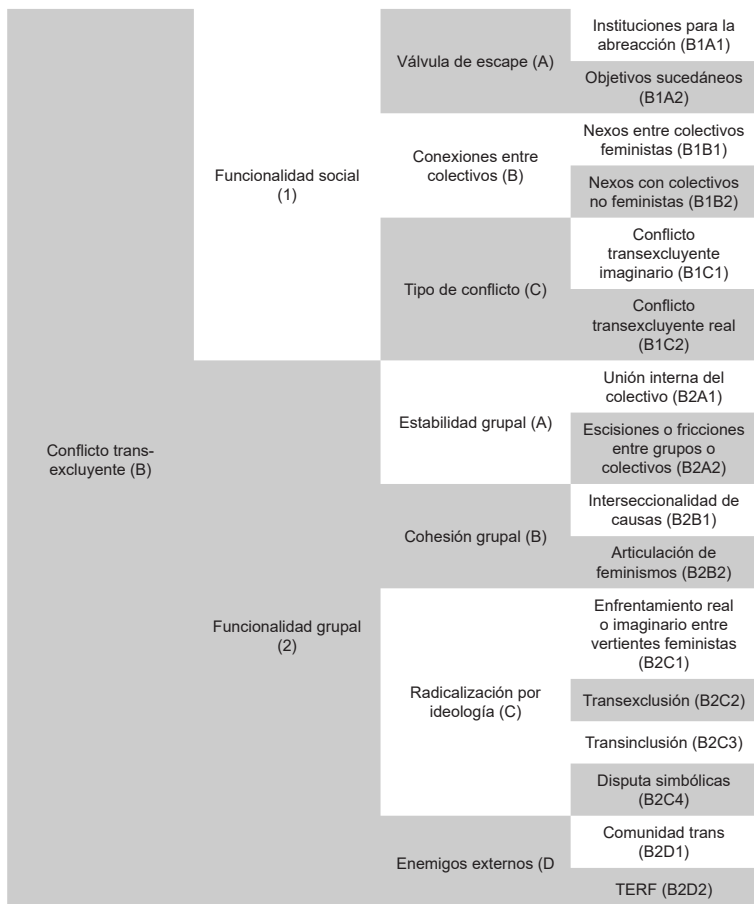 Conflicto trans-
excluyente (B)
Funcionalidad social
(1)
Válvula de escape (A)
Instituciones para la
abreacción (B1A1)
Objetivos sucedáneos
(B1A2)
Conexiones entre
colectivos (B)
Nexos entre colectivos
feministas (B1B1)
Nexos con colectivos
no feministas (B1B2)
Tipo de conflicto (C)
Conflicto
transexcluyente
imaginario (B1C1)
Conflicto
transexcluyente real
(B1C2)
Funcionalidad grupal
(2)
Estabilidad grupal (A)
Unión interna del
colectivo (B2A1)
Escisiones o fricciones
entre grupos o
colectivos (B2A2)
Cohesión grupal (B)
Interseccionalidad de
causas (B2B1)
Articulación de
feminismos (B2B2)
Radicalización por
ideología (C)
Enfrentamiento real
o imaginario entre
vertientes feministas
(B2C1)
Transexclusión (B2C2)
Transinclusión (B2C3)
Disputa simbólicas
(B2C4)
Enemigos externos (D
Comunidad trans
(B2D1)
TERF (B2D2)